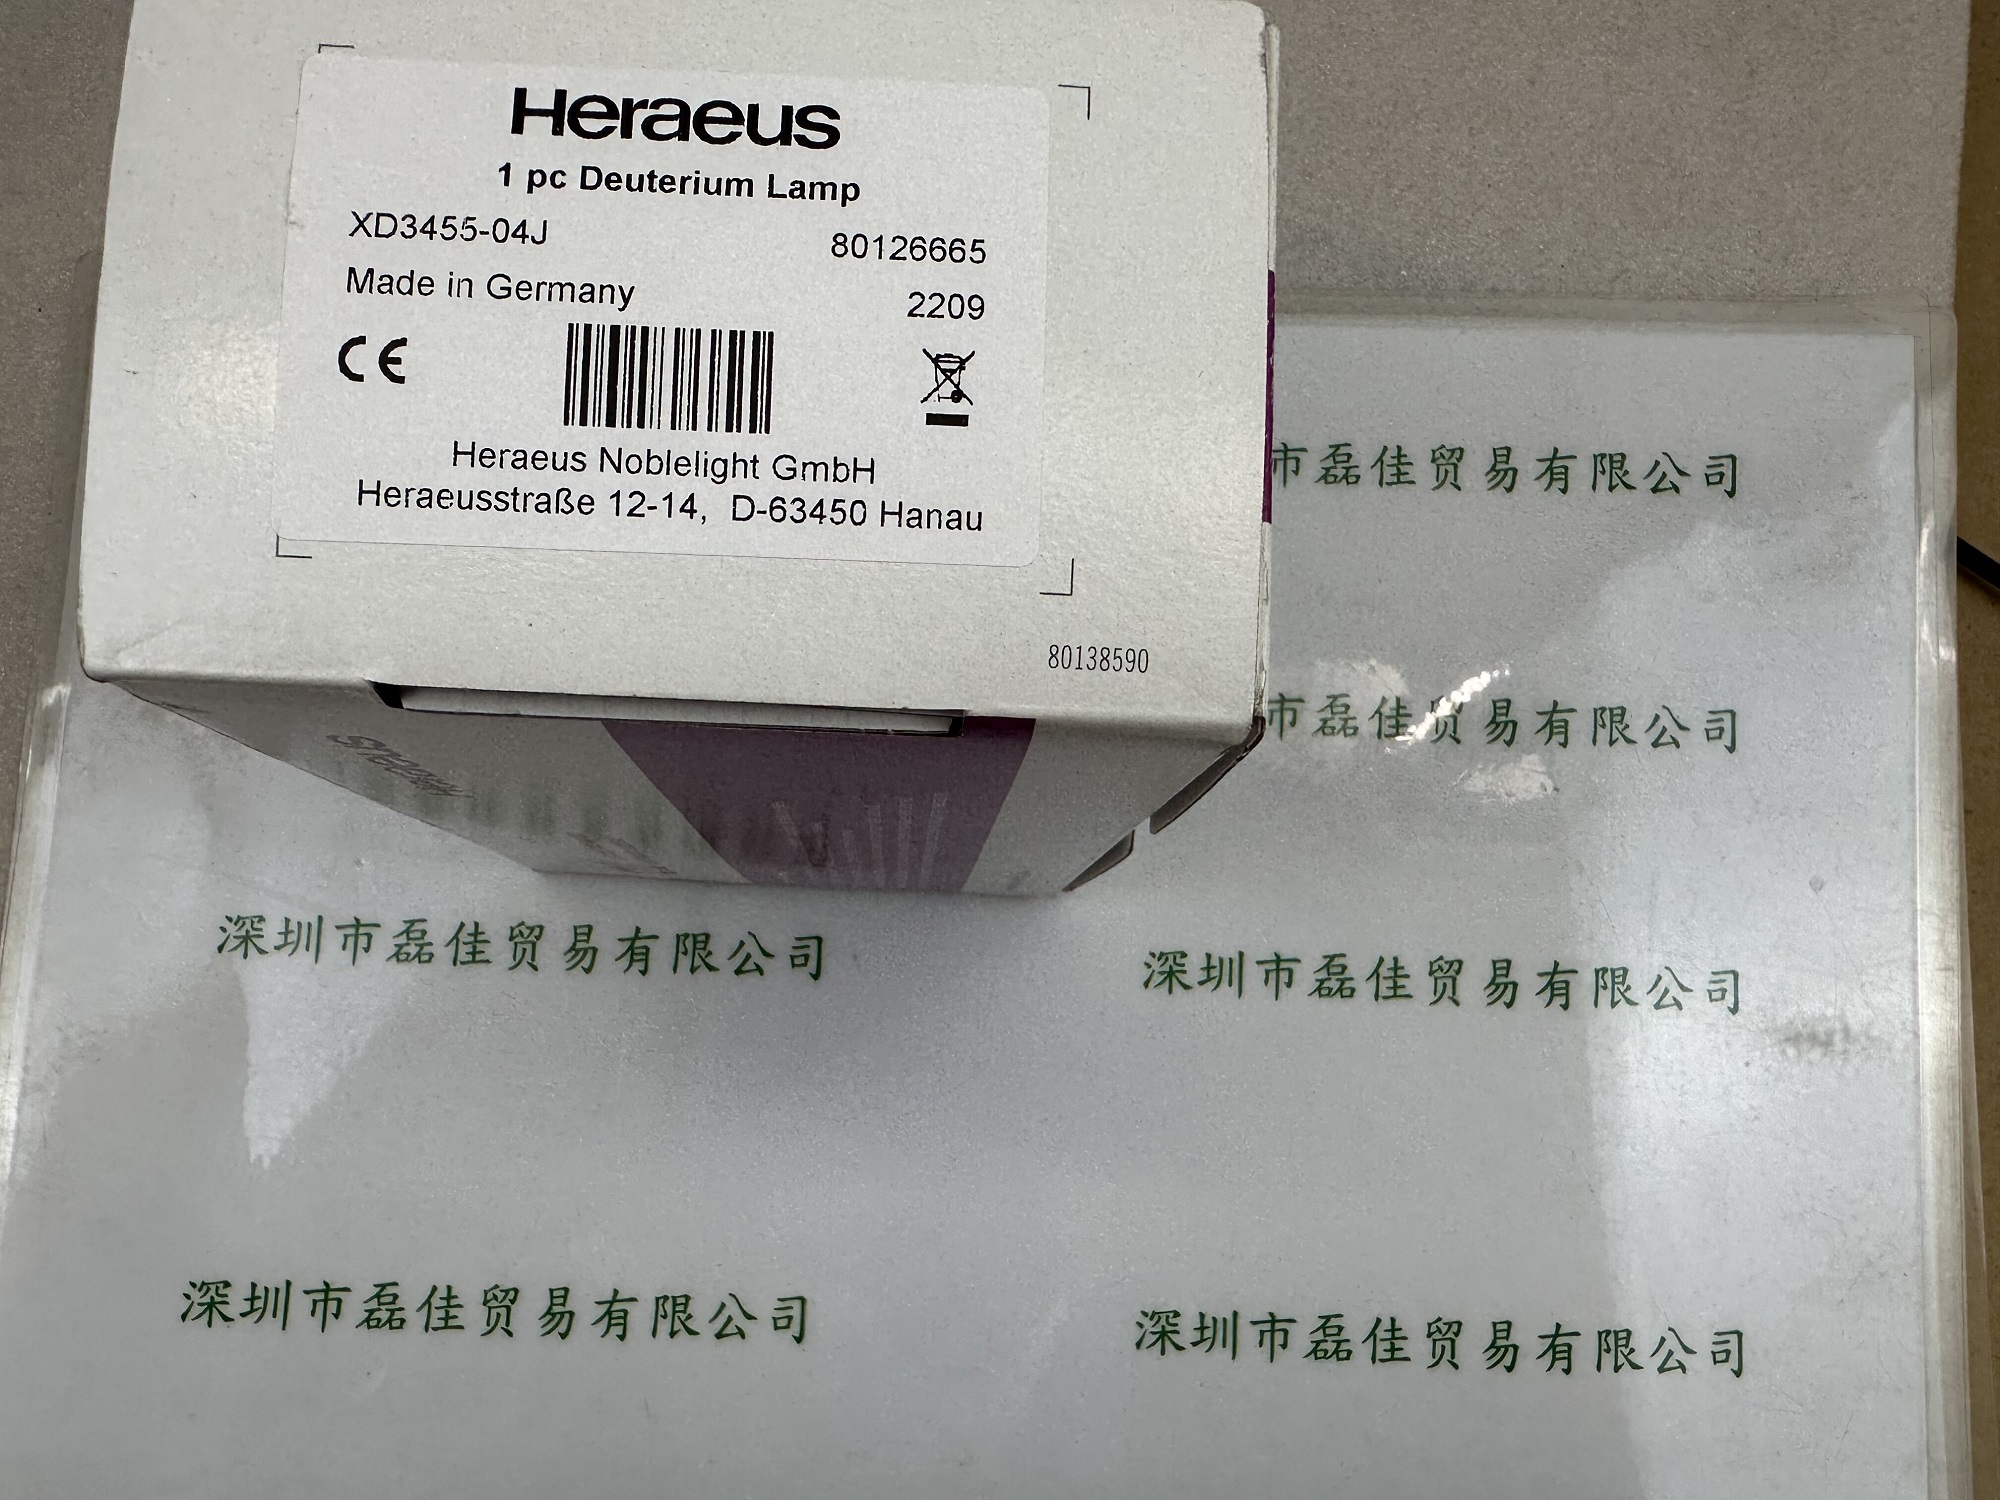 Heraeus
1 pc Deuterium Lamp
XD3455-04J 80126665
Made in Germany 2209
CE
Heraeus Noblelight GmbH
Heraeusstraße 12-14, D-63450 Hanau
80138590
Heraeus
市磊佳贸易有限公司
市磊佳贸易有限公司
深圳市磊佳贸易有限公司
深圳市磊佳贸易有限公司
深圳市磊佳贸易有限公司
深圳市磊佳贸易有限公司